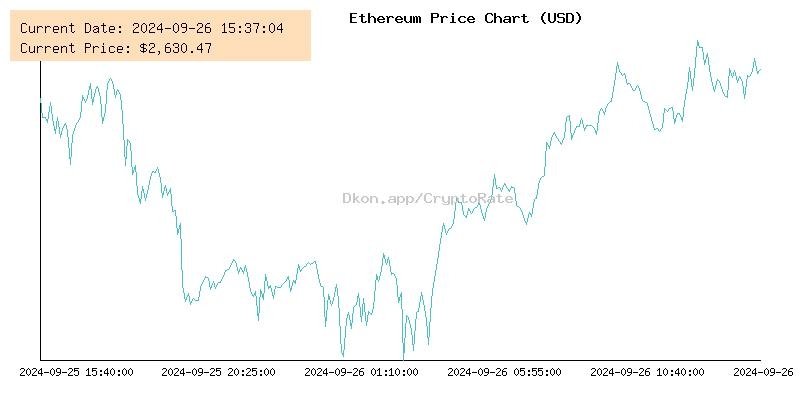 Ethereum Price Chart (USD)
Current Date: 2024-09-26 15:37:04
Current Price: $2,630.47
Dkon.app/CryptoRate
2024-09-25 15:40:00 2024-09-25 20:25:00 2024-09-26 01:10:00 2024-09-26 05:55:00 2024-09-26 10:40:00 2024-09-26